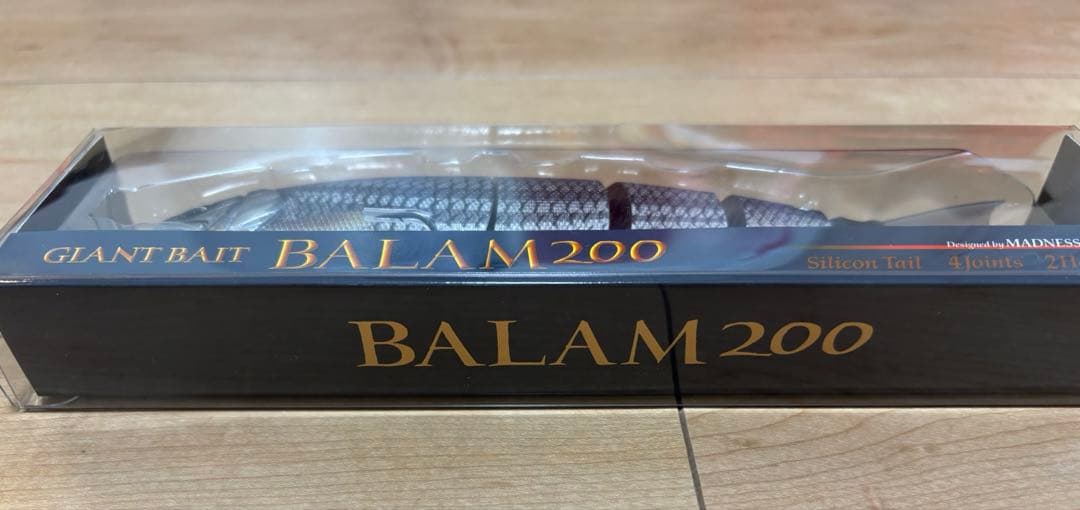 GIANT BAIT BALAM200
Designed by MADNESS
Silicon Tail 4Joints
BALAM200